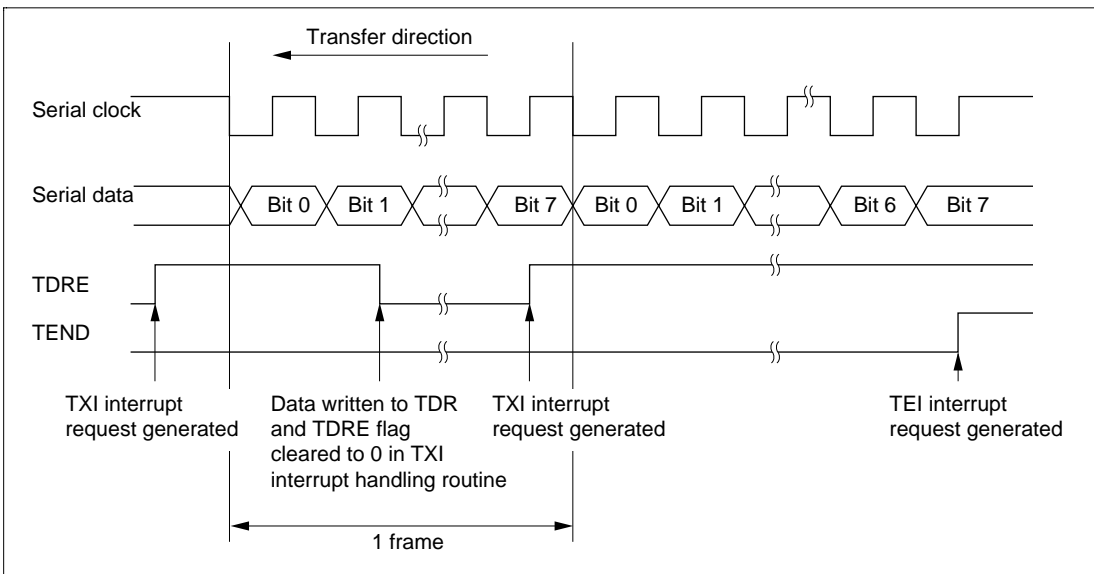 Transfer direction
Serial clock
Serial data
Bit 0
Bit 1
Bit 7
Bit 0
Bit 1
Bit 6
Bit 7
TDRE
TEND
TXI interrupt
request generated
Data written to TDR
and TDRE flag
cleared to 0 in TXI
interrupt handling routine
TXI interrupt
request generated
TEI interrupt
request generated
1 frame